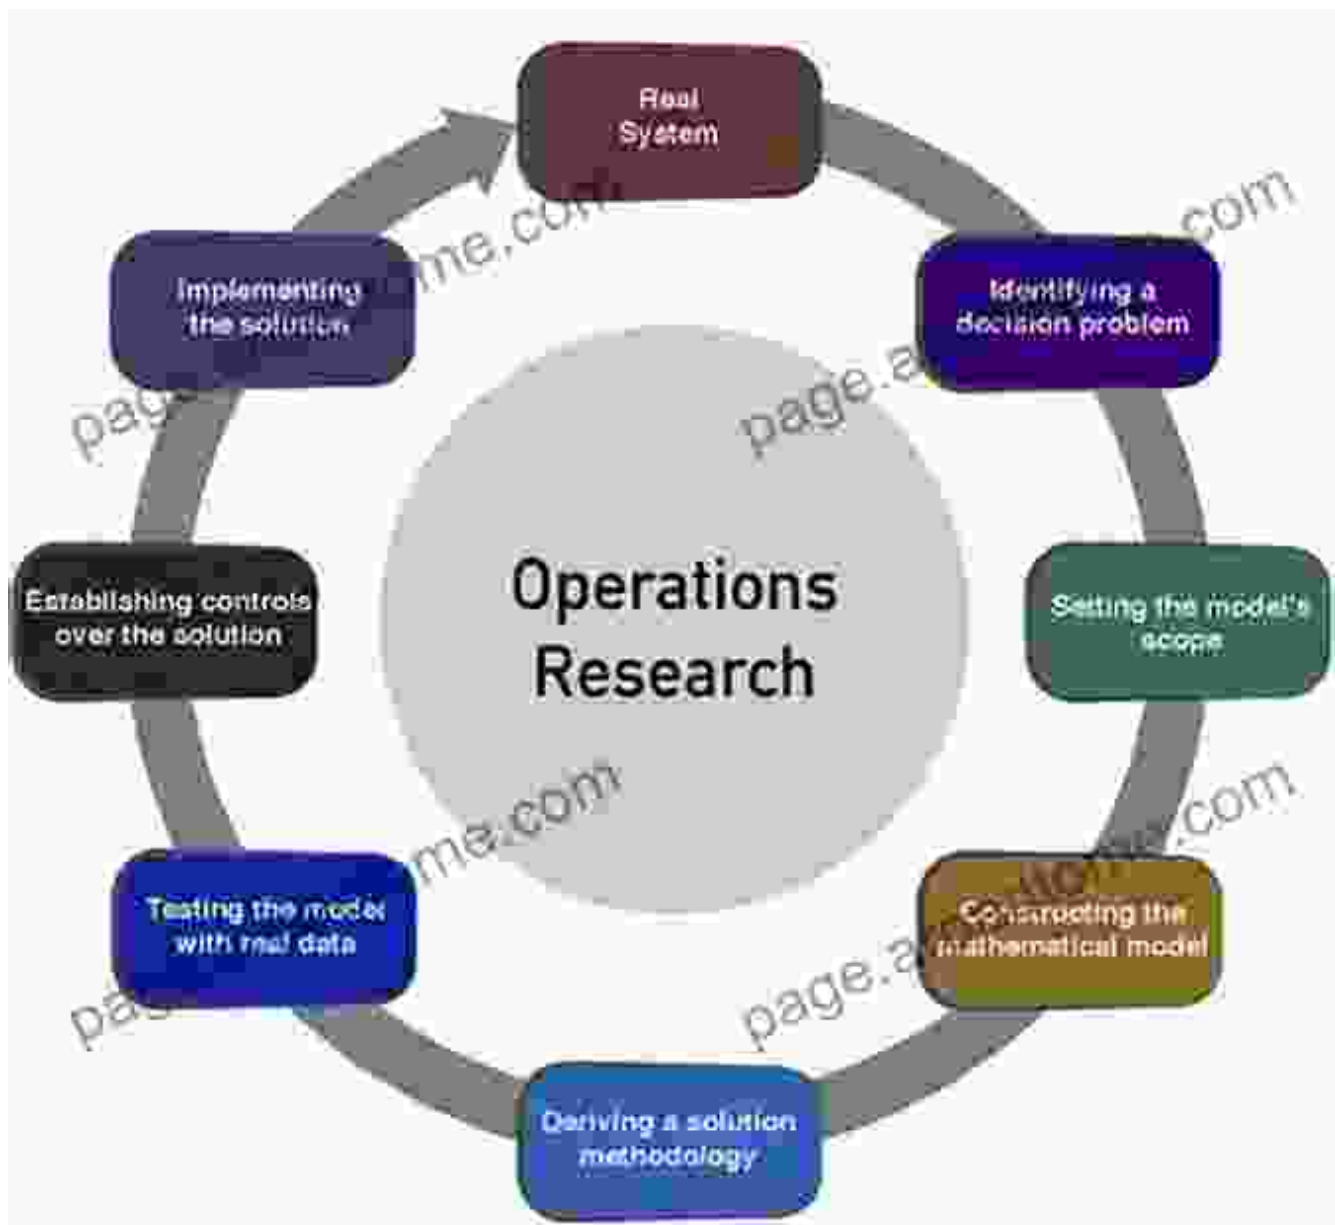 Real
System
Identifying a
decision problem
Setting the model's
scope
Constructing the
mathematical model
Deriving a solution
methodology
Testing the model
with real data
Establishing controls
over the solution
Implementing
the solution
Operations
Research